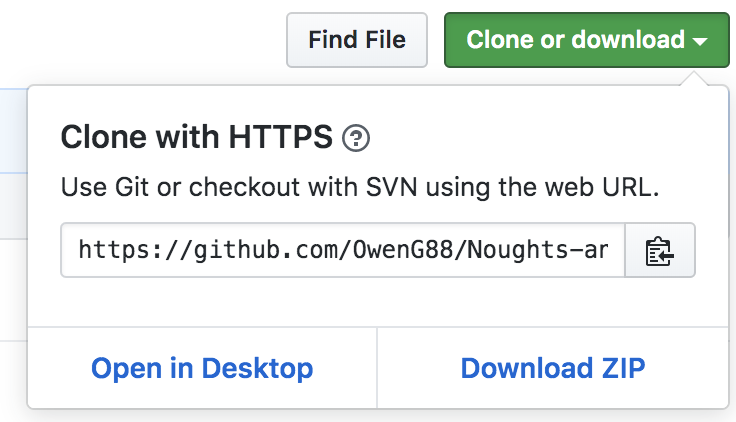 Find File
Clone or download
Clone with HTTPS ?
Use Git or checkout with SVN using the web URL.
https://github.com/OwenG88/Noughts-ar
Open in Desktop
Download ZIP